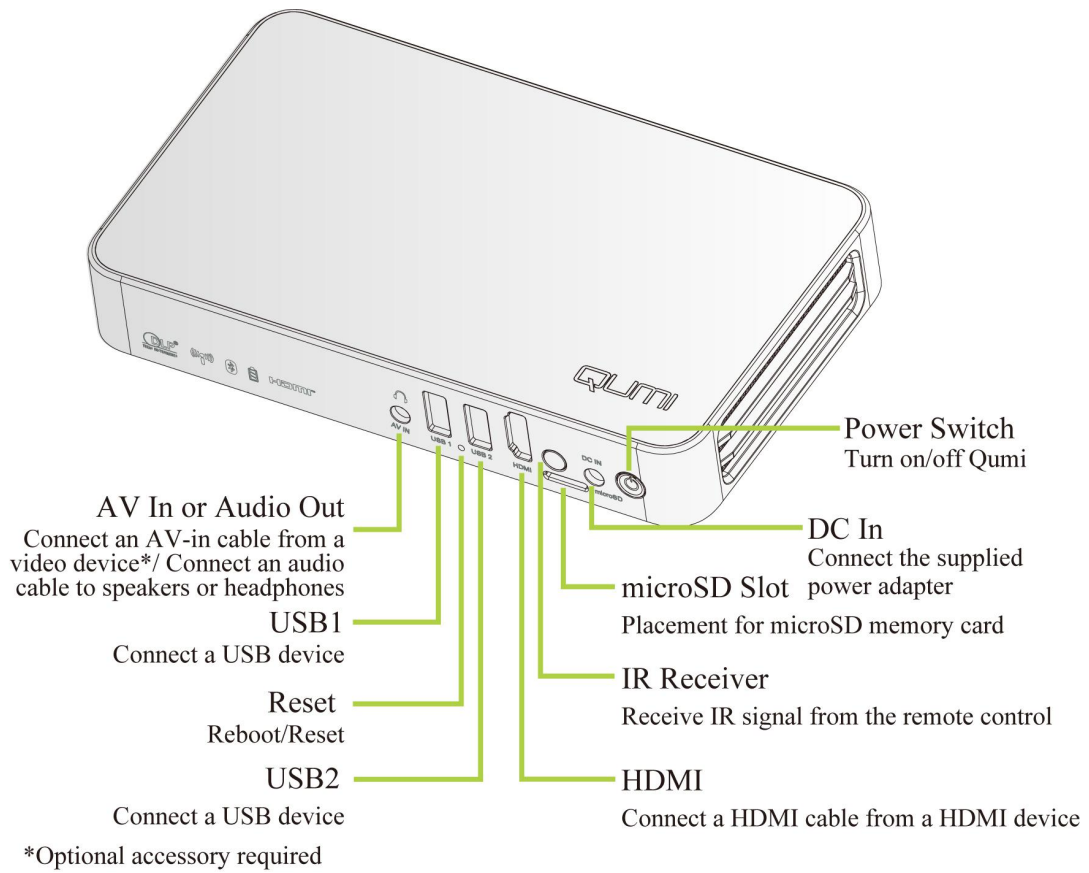 QUMI
DLP®
HDMI
AV IN
USB 1
USB 2
HDMI
DC IN
microSD
Power Switch
Turn on/off Qumi
AV In or Audio Out
Connect an AV-in cable from a
video device*/ Connect an audio
cable to speakers or headphones
DC In
Connect the supplied
power adapter
microSD Slot
Placement for microSD memory card
USB1
Connect a USB device
IR Receiver
Receive IR signal from the remote control
Reset
Reboot/Reset
USB2
Connect a USB device
HDMI
Connect a HDMI cable from a HDMI device
*Optional accessory required